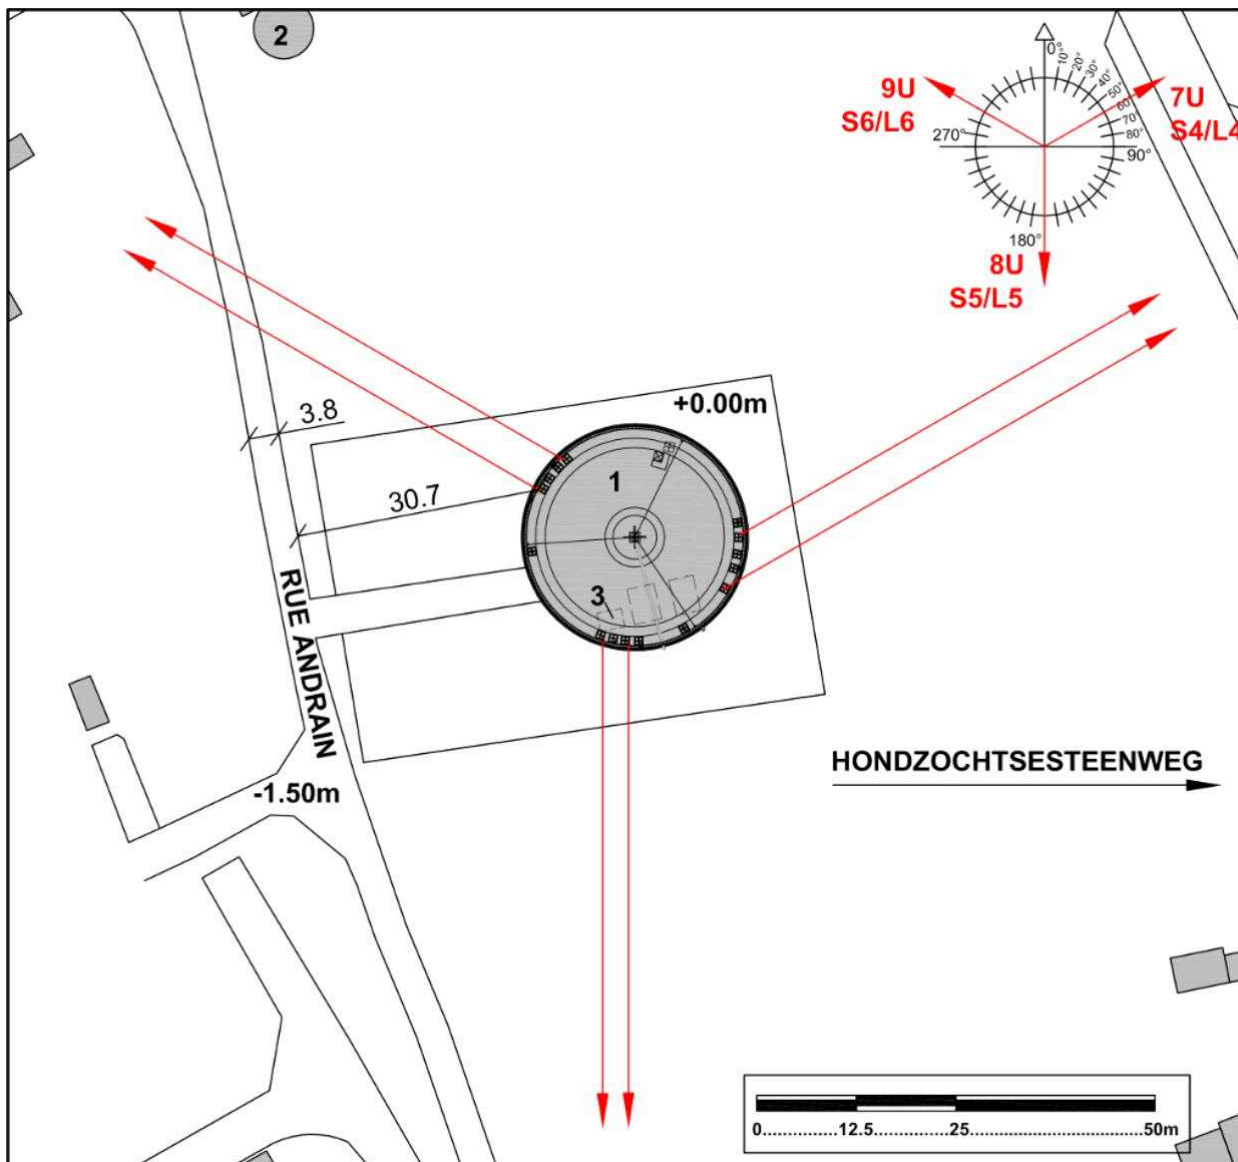 2
0°
10°
20°
30°
40°
50°
60°
70°
80°
90°
180°
270°
9U
S6/L6
7U
S4/L4
8U
S5/L5
3.8
+0.00m
1
30.7
3
RUE ANDRAIN
-1.50m
HONDZOCHTSESTEENWEG
0..............12.5..............25...........................50m